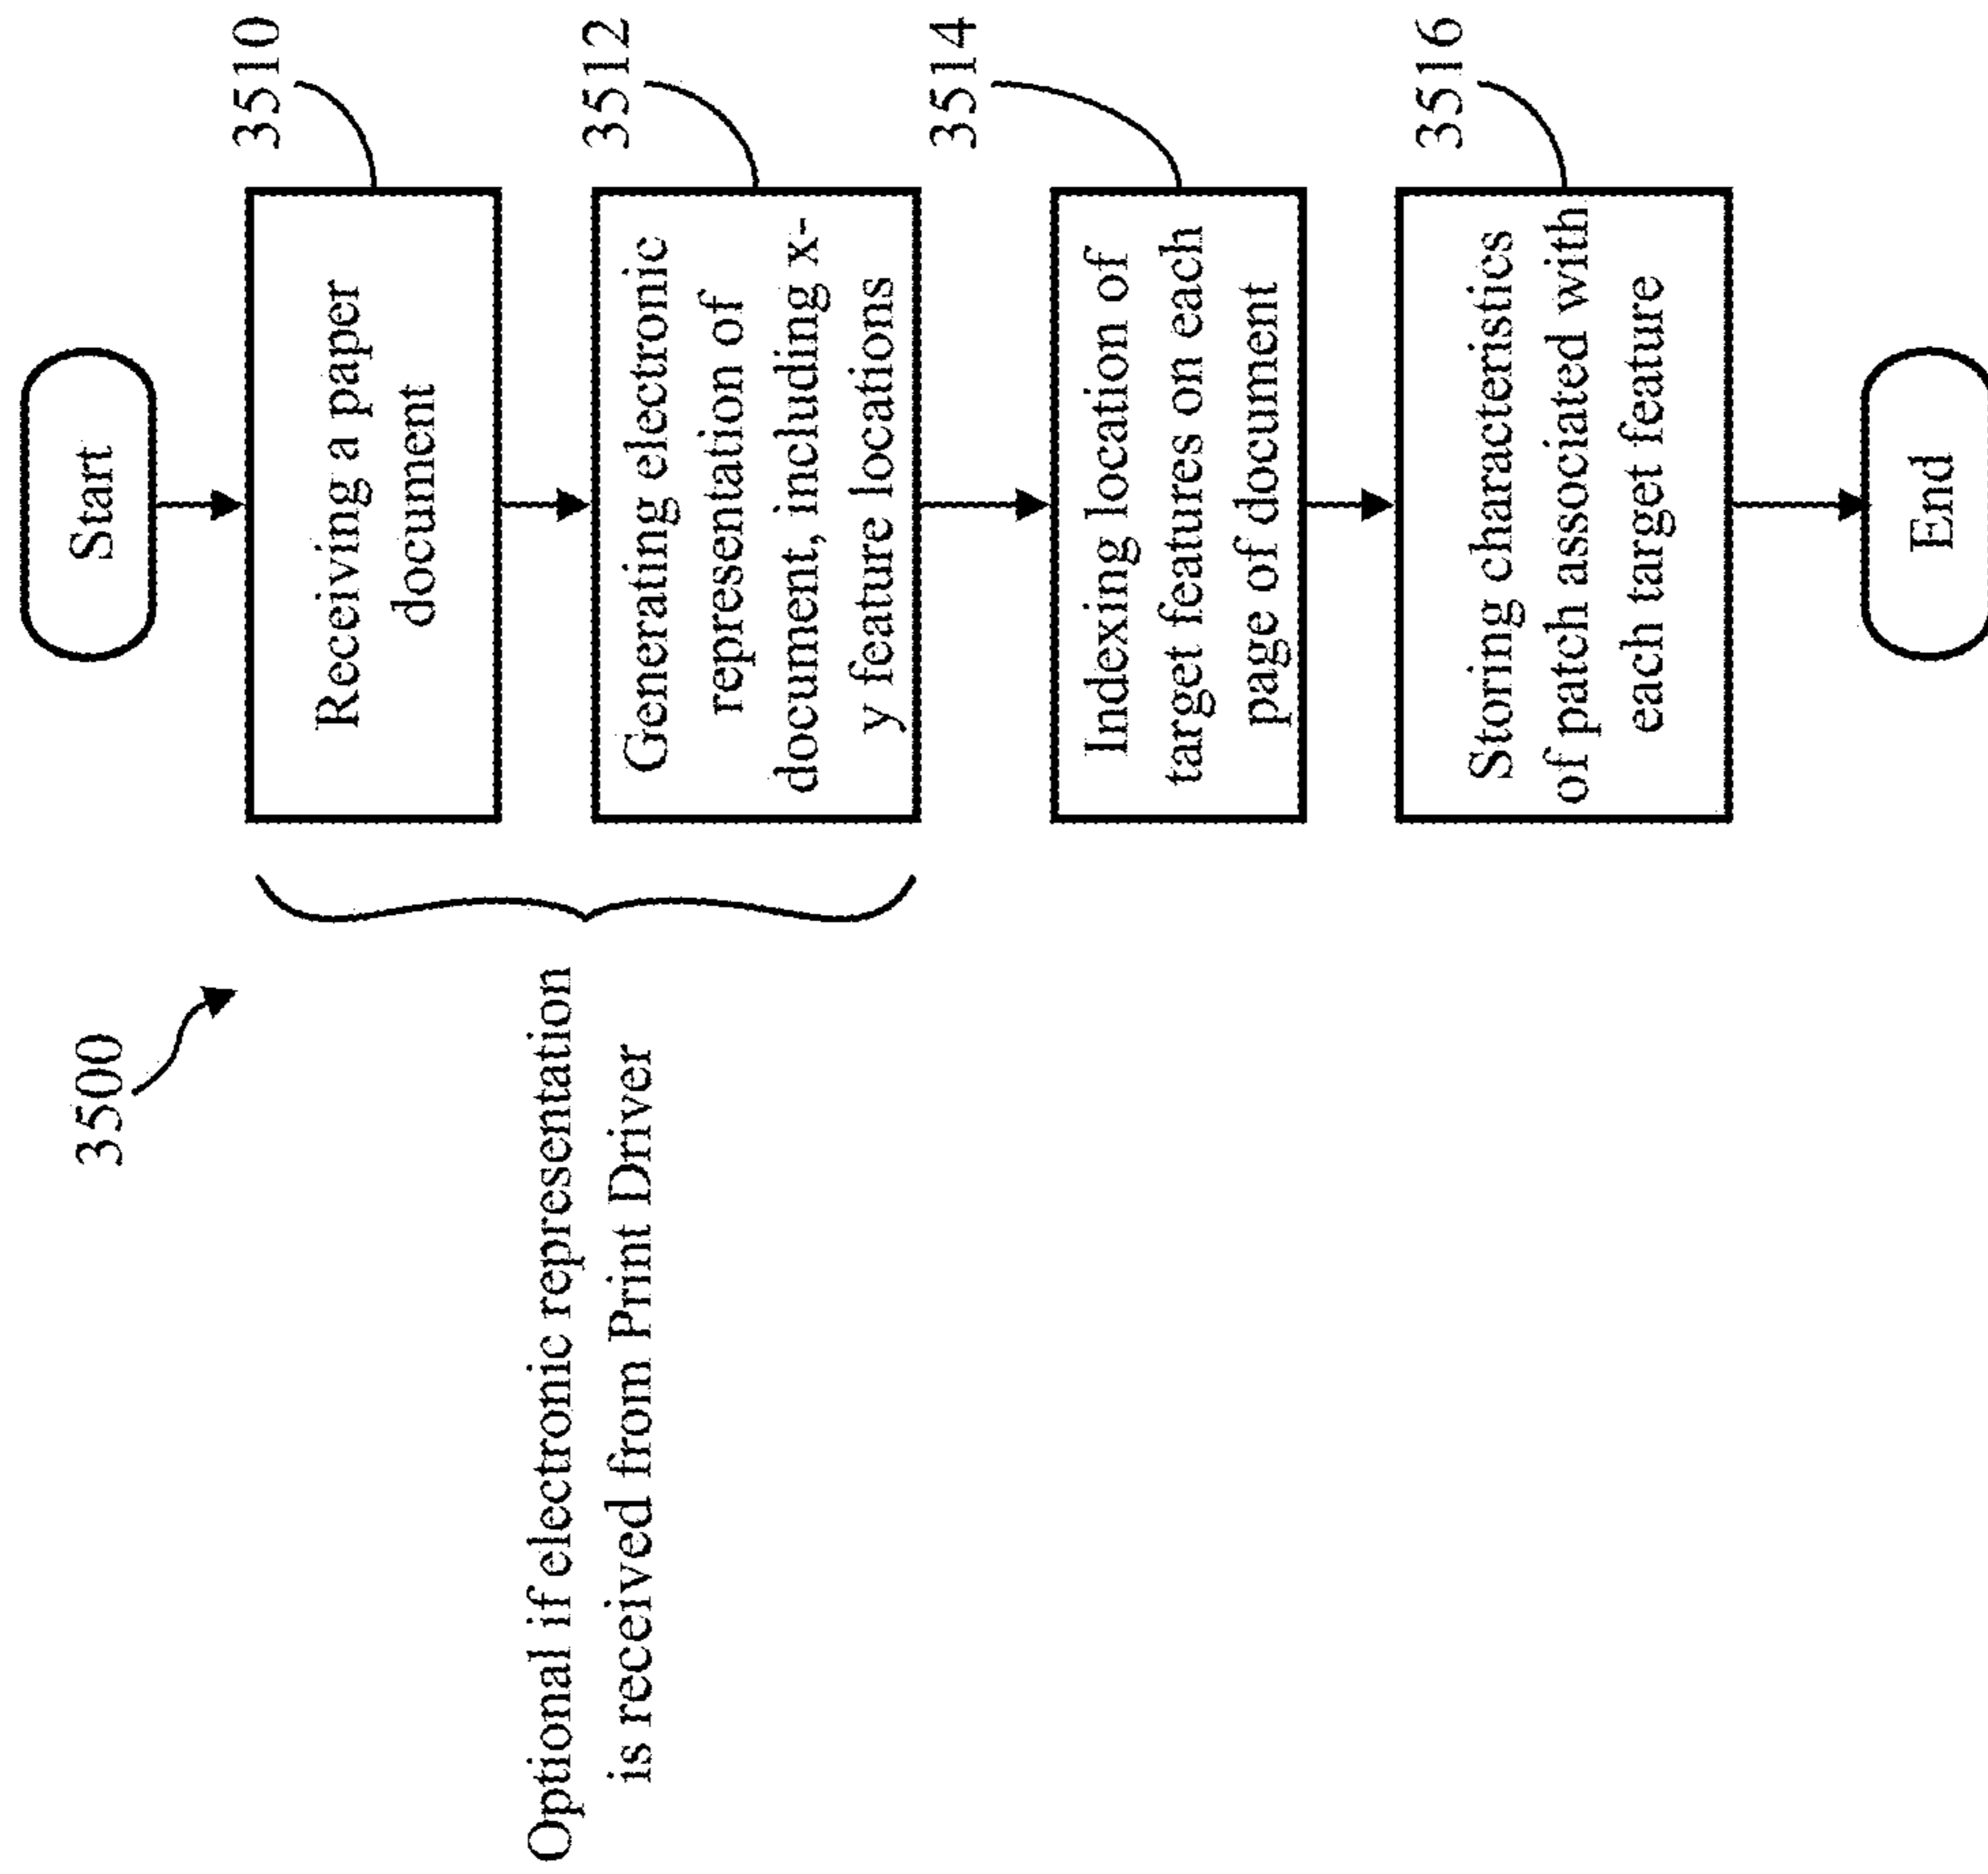 3500
Start
Receiving a paper
document
3510
Optional if electronic representation
is received from Print Driver
Generating electronic
representation of
document, including x-
y feature locations
3512
Indexing location of
target features on each
page of document
3514
Storing characteristics
of patch associated with
each target feature
3516
End